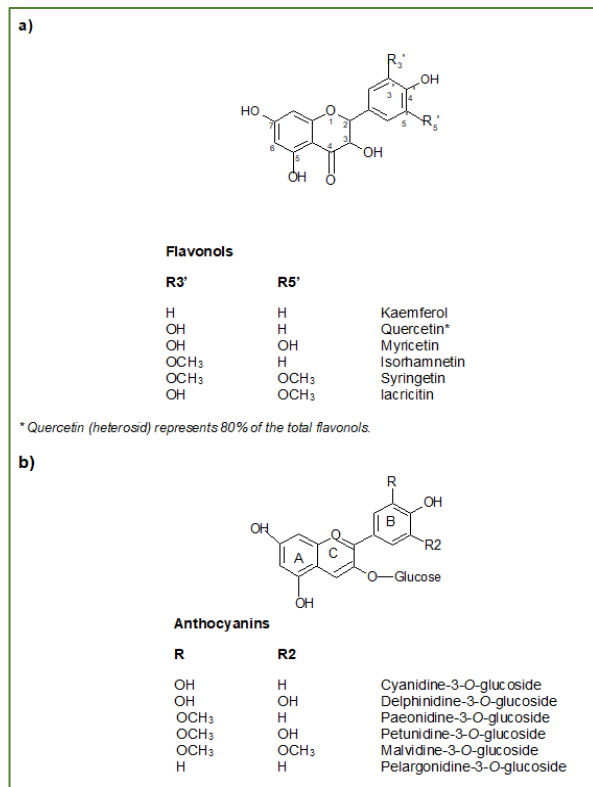 a)
R3'
OH
3 '
4 '
5 '
R5'
HO
7
O
1
2
3
4
5
6
OH
O
OH
Flavonols
R3’ R5’
H H Kaemferol
OH H Quercetin*
OH OH Myricetin
OCH3 H Isorhamnetin
OCH3 OCH3 Syringetin
OH OCH3 lacricitin
* Quercetin (heterosid) represents 80% of the total flavonols.
b)
R
OH
B
R2
OH
O
A
C
O—Glucose
OH
Anthocyanins
R R2
OH H Cyanidine-3-O-glucoside
OH OH Delphinidine-3-O-glucoside
OCH3 H Paeonidine-3-O-glucoside
OCH3 OH Petunidine-3-O-glucoside
OCH3 OCH3 Malvidine-3-O-glucoside
H H Pelargonidine-3-O-glucoside